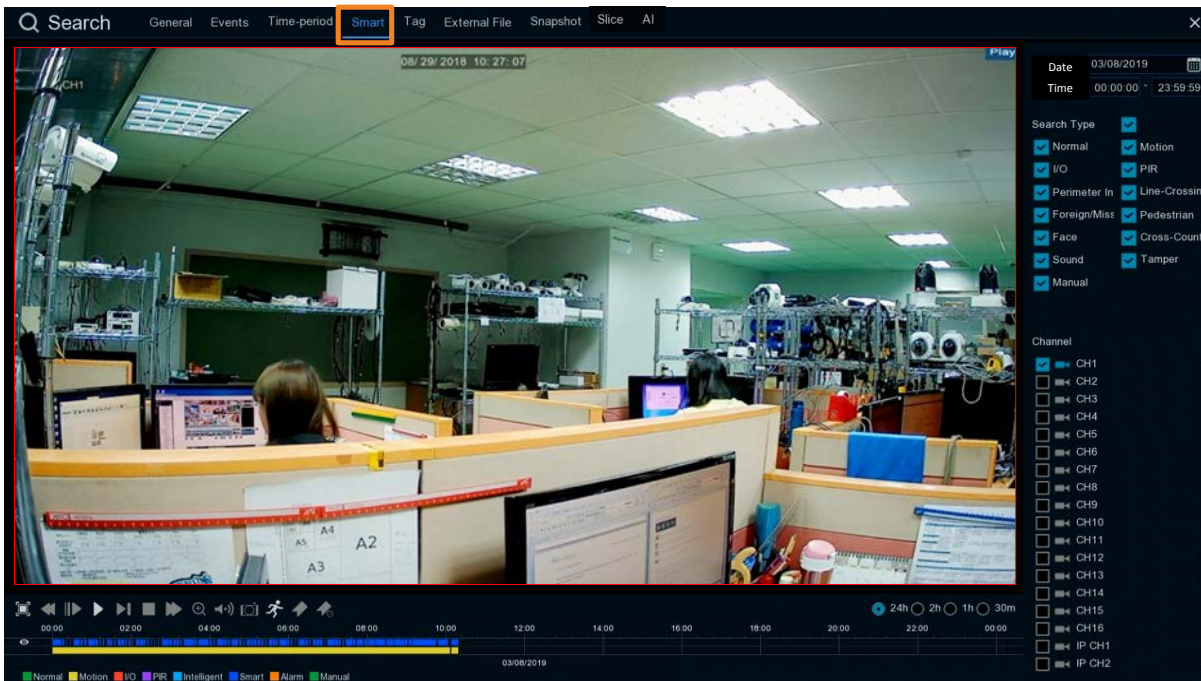 Search General Events Time-period Smart Tag External File Snapshot Slice AI
08/ 29/ 2018 10: 27: 07
Play
CH1
Date 03/08/2019
Time 00:00:00 - 23:59:59
Search Type
Normal Motion
I/O PIR
Perimeter In Line-Crossin
Foreign/Miss Pedestrian
Face Cross-Count
Sound Tamper
Manual
Channel
CH1
CH2
CH3
CH4
CH5
CH6
CH7
CH8
CH9
CH10
CH11
CH12
CH13
CH14
CH15
CH16
IP CH1
IP CH2
A4
A5 A2
A3
24h 2h 1h 30m
00:00 02:00 04:00 06:00 08:00 10:00 12:00 14:00 16:00 18:00 20:00 22:00 00:00
03/08/2019
Normal Motion I/O PIR Intelligent Smart Alarm Manual